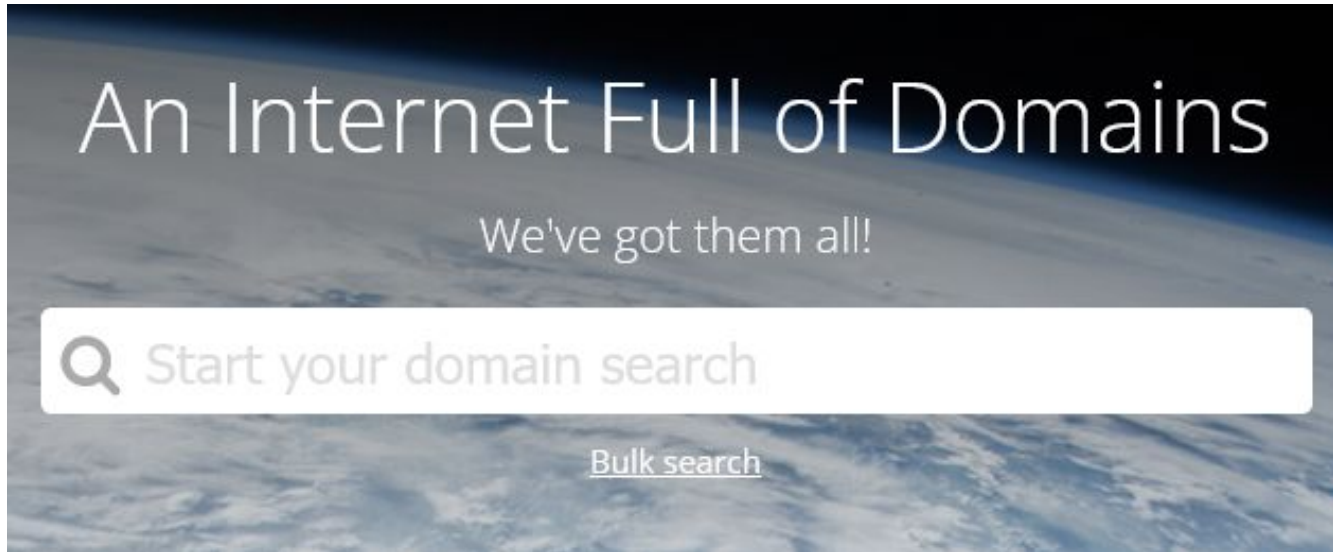 An Internet Full of Domains
We've got them all!
Start your domain search
Bulk search